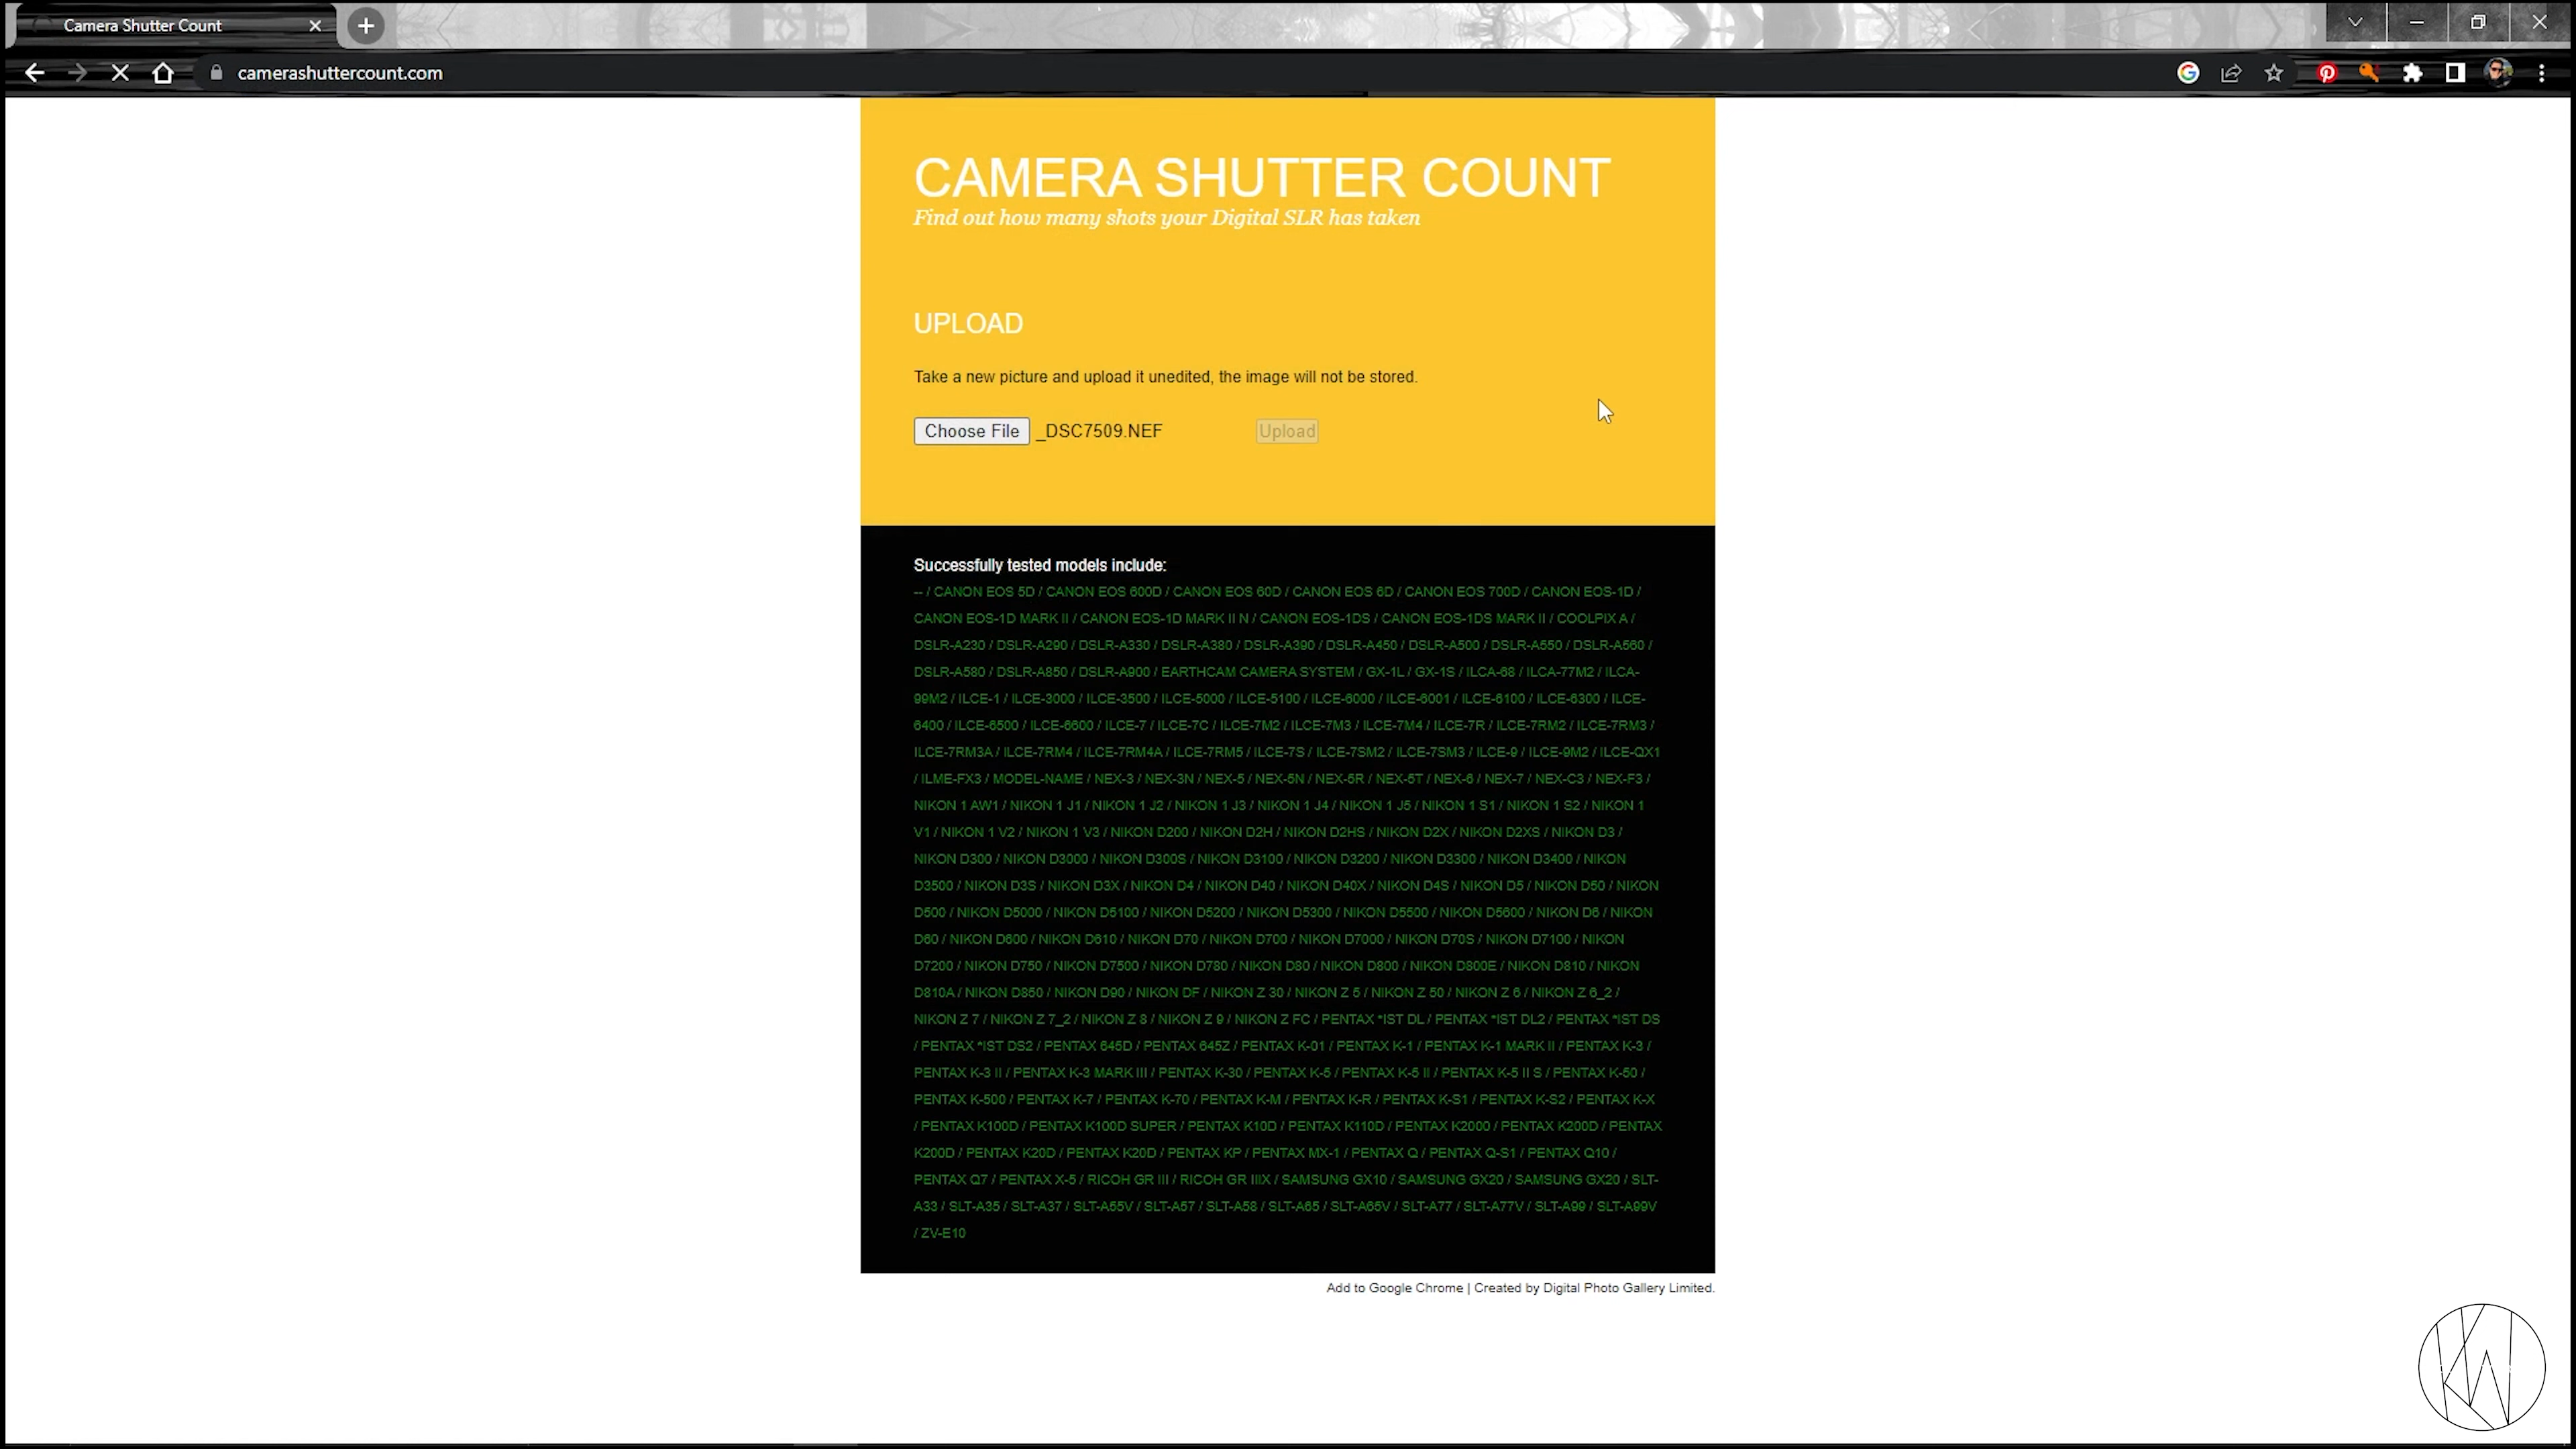 Camera Shutter Count
camerashuttercount.com
CAMERA SHUTTER COUNT
Find out how many shots your Digital SLR has taken
UPLOAD
Take a new picture and upload it unedited, the image will not be stored.
Choose File _DSC7509.NEF Upload
Successfully tested models include:
-- / CANON EOS 5D / CANON EOS 600D / CANON EOS 60D / CANON EOS 6D / CANON EOS 700D / CANON EOS-1D /
CANON EOS-1D MARK II / CANON EOS-1D MARK II N / CANON EOS-1DS / CANON EOS-1DS MARK II / COOLPIX A /
DSLR-A230 / DSLR-A290 / DSLR-A330 / DSLR-A380 / DSLR-A390 / DSLR-A450 / DSLR-A500 / DSLR-A550 / DSLR-A560 /
DSLR-A580 / DSLR-A850 / DSLR-A900 / EARTHCAM CAMERA SYSTEM / GX-1L / GX-1S / ILCA-68 / ILCA-77M2 / ILCA-
99M2 / ILCE-1 / ILCE-3000 / ILCE-3500 / ILCE-5000 / ILCE-5100 / ILCE-6000 / ILCE-6001 / ILCE-6100 / ILCE-6300 / ILCE-
6400 / ILCE-6500 / ILCE-6600 / ILCE-7 / ILCE-7C / ILCE-7M2 / ILCE-7M3 / ILCE-7M4 / ILCE-7R / ILCE-7RM2 / ILCE-7RM3 /
ILCE-7RM3A / ILCE-7RM4 / ILCE-7RM4A / ILCE-7RM5 / ILCE-7S / ILCE-7SM2 / ILCE-7SM3 / ILCE-9 / ILCE-9M2 / ILCE-QX1
/ ILME-FX3 / MODEL-NAME / NEX-3 / NEX-3N / NEX-5 / NEX-5N / NEX-5R / NEX-5T / NEX-6 / NEX-7 / NEX-C3 / NEX-F3 /
NIKON 1 AW1 / NIKON 1 J1 / NIKON 1 J2 / NIKON 1 J3 / NIKON 1 J4 / NIKON 1 J5 / NIKON 1 S1 / NIKON 1 S2 / NIKON 1
V1 / NIKON 1 V2 / NIKON 1 V3 / NIKON D200 / NIKON D2H / NIKON D2HS / NIKON D2X / NIKON D2XS / NIKON D3 /
NIKON D300 / NIKON D3000 / NIKON D300S / NIKON D3100 / NIKON D3200 / NIKON D3300 / NIKON D3400 / NIKON
D3500 / NIKON D3S / NIKON D3X / NIKON D4 / NIKON D40 / NIKON D40X / NIKON D4S / NIKON D5 / NIKON D50 / NIKON
D500 / NIKON D5000 / NIKON D5100 / NIKON D5200 / NIKON D5300 / NIKON D5500 / NIKON D5600 / NIKON D6 / NIKON
D60 / NIKON D600 / NIKON D610 / NIKON D70 / NIKON D700 / NIKON D7000 / NIKON D70S / NIKON D7100 / NIKON
D7200 / NIKON D750 / NIKON D7500 / NIKON D780 / NIKON D80 / NIKON D800 / NIKON D800E / NIKON D810 / NIKON
D810A / NIKON D850 / NIKON D90 / NIKON DF / NIKON Z 30 / NIKON Z 5 / NIKON Z 50 / NIKON Z 6 / NIKON Z 6_2 /
NIKON Z 7 / NIKON Z 7_2 / NIKON Z 8 / NIKON Z 9 / NIKON Z FC / PENTAX *IST DL / PENTAX *IST DL2 / PENTAX *IST DS
/ PENTAX *IST DS2 / PENTAX 645D / PENTAX 645Z / PENTAX K-01 / PENTAX K-1 / PENTAX K-1 MARK II / PENTAX K-3 /
PENTAX K-3 II / PENTAX K-3 MARK III / PENTAX K-30 / PENTAX K-5 / PENTAX K-5 II / PENTAX K-5 II S / PENTAX K-50 /
PENTAX K-500 / PENTAX K-7 / PENTAX K-70 / PENTAX K-M / PENTAX K-R / PENTAX K-S1 / PENTAX K-S2 / PENTAX K-X
/ PENTAX K100D / PENTAX K100D SUPER / PENTAX K10D / PENTAX K110D / PENTAX K2000 / PENTAX K200D / PENTAX
K200D / PENTAX K20D / PENTAX K20D / PENTAX KP / PENTAX MX-1 / PENTAX Q / PENTAX Q-S1 / PENTAX Q10 /
PENTAX Q7 / PENTAX X-5 / RICOH GR III / RICOH GR IIIX / SAMSUNG GX10 / SAMSUNG GX20 / SAMSUNG GX20 / SLT-
A33 / SLT-A35 / SLT-A37 / SLT-A55V / SLT-A57 / SLT-A58 / SLT-A65 / SLT-A65V / SLT-A77 / SLT-A77V / SLT-A99 / SLT-A99V
/ ZV-E10
Add to Google Chrome | Created by Digital Photo Gallery Limited.
KW